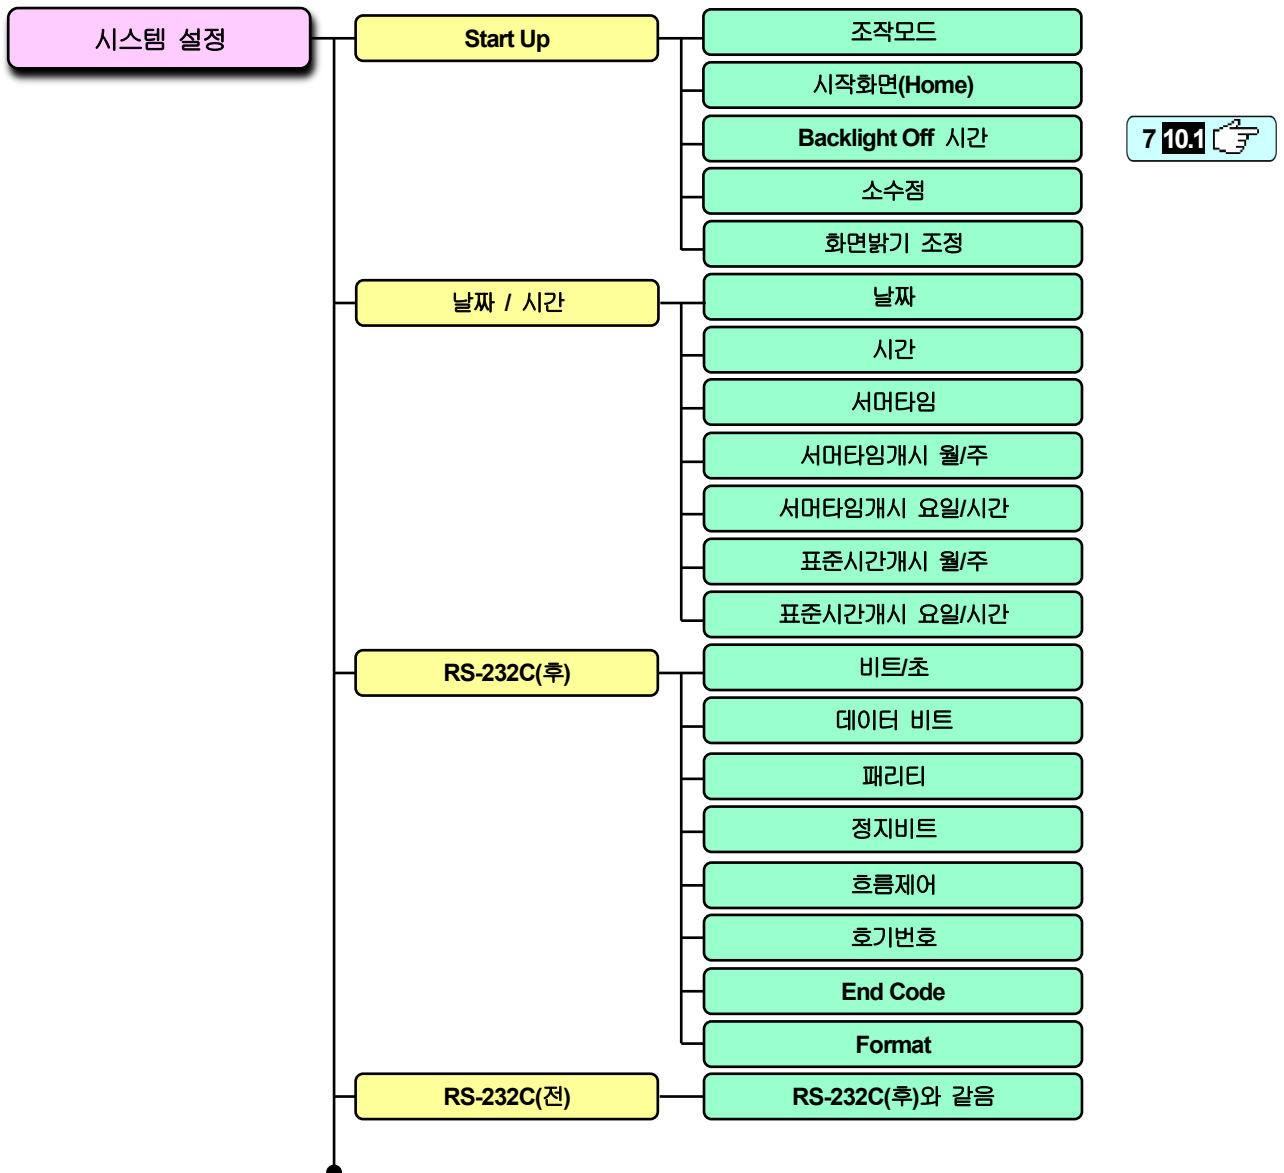 시스템 설정
Start Up
조작모드
시작화면(Home)
Backlight Off 시간
7 10.1
소수점
화면밝기 조정
날짜 / 시간
날짜
시간
서머타임
서머타임개시 월/주
서머타임개시 요일/시간
표준시간개시 월/주
표준시간개시 요일/시간
RS-232C(후)
비트/초
데이터 비트
패리티
정지비트
흐름제어
호기번호
End Code
Format
RS-232C(전)
RS-232C(후)와 같음